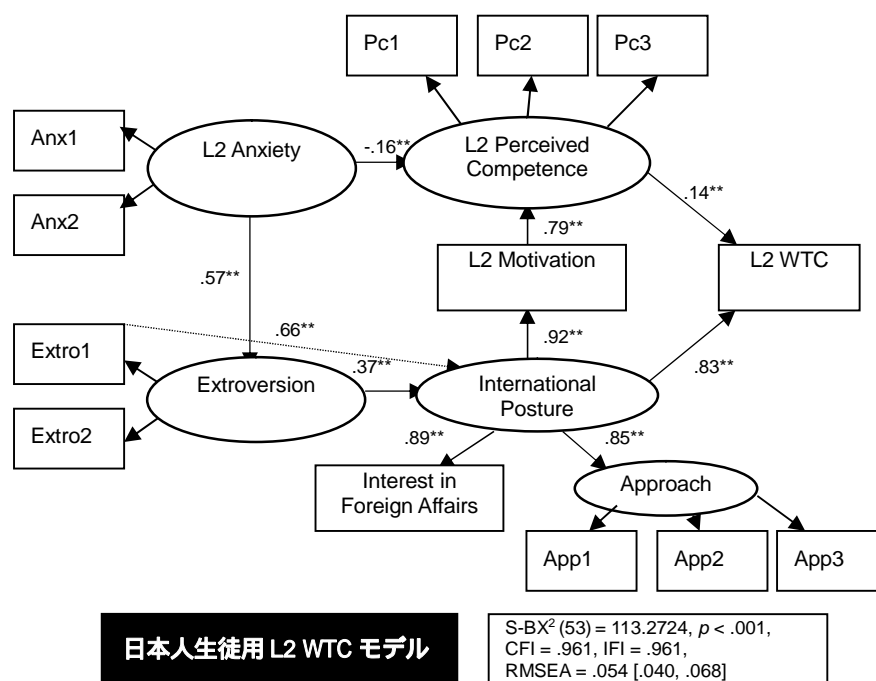 Pc1
Pc2
Pc3
Anx1
L2 Anxiety
-.16**
L2 Perceived
Competence
Anx2
.14**
.79**
L2 Motivation
L2 WTC
.57**
.66**
.92**
Extro1
Extroversion
.37**
International
Posture
.83**
Extro2
.89**
.85**
Interest in
Foreign Affairs
Approach
App1
App2
App3
日本人生徒用 L2 WTC モデル
S-BX² (53) = 113.2724, p < .001,
CFI = .961, IFI = .961,
RMSEA = .054 [.040, .068]